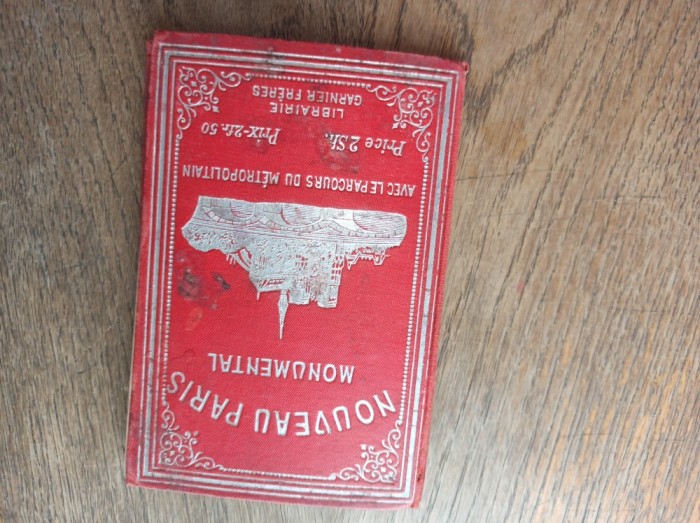 NOUVEAU PARIS
MONUMENTAL
AVEC LE PARCOURS DU MÉTROPOLITAIN
Price 2 Sh. Prix-2fr. 50
LIBRAIRIE
GARNIER FRÈRES